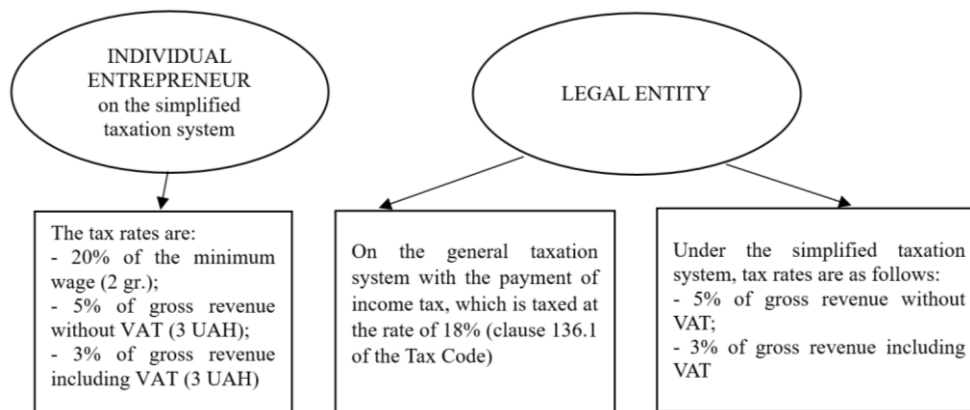 INDIVIDUAL
ENTREPRENEUR
on the simplified
taxation system
LEGAL ENTITY
The tax rates are:
- 20% of the minimum
wage (2 gr.);
- 5% of gross revenue
without VAT (3 UAH);
- 3% of gross revenue
including VAT (3 UAH)
On the general taxation
system with the payment of
income tax, which is taxed at
the rate of 18% (clause 136.1
of the Tax Code)
Under the simplified taxation
system, tax rates are as follows:
- 5% of gross revenue without
VAT;
- 3% of gross revenue including
VAT